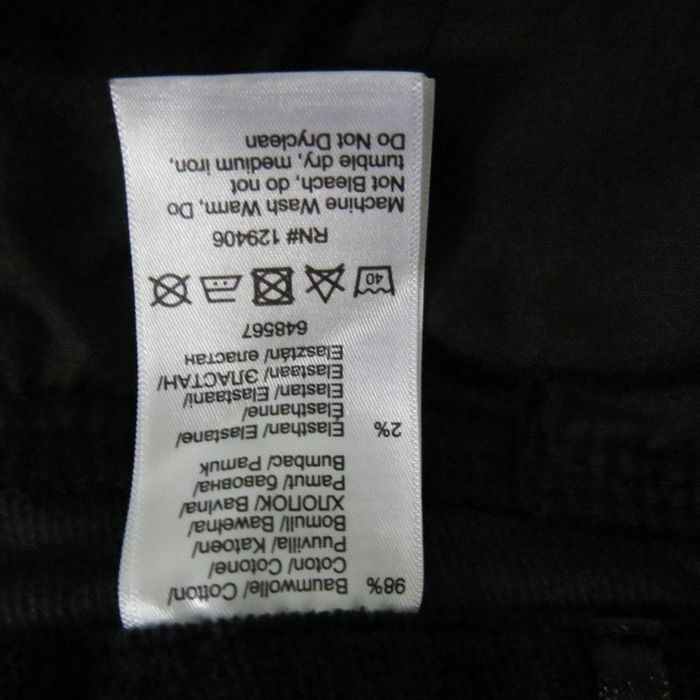 98% Baumwolle/ Cotton/
Coton/ Cotone/
Puuvilla/ Katoen/
Bomull/ Bawełna/
ХЛОПОК/ Bavlna/
Pamut/ бавовна/
Bumbac/ Pamuk
2% Elasthan/ Elastane/
Élasthanne/
Elastan/ Elastaani/
Elastaan/ ЭЛАСТАН/
Elasztán/ еластан
648567
40
RN# 129406
Machine Wash Warm, Do
Not Bleach, do not
tumble dry, medium iron,
Do Not Dryclean